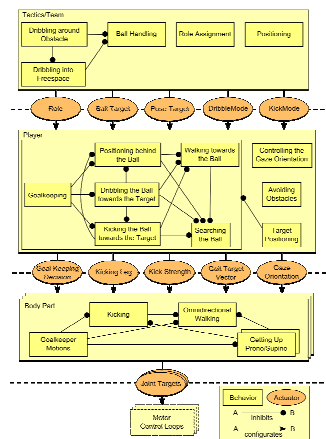 Tactics/Team
Dribbling around
Obstacle
Ball Handling
Role Assignment
Positioning
Dribbling into
Freespace
Role
Ball Target
Pose Target
DribbleMode
KickMode
Player
Positioning behind
the Ball
Walking towards
the Ball
Controlling the
Gaze Orientation
Goalkeeping
Dribbling the Ball
towards the Target
Avoiding
Obstacles
Kicking the Ball
towards the Target
Searching
the Ball
Target
Positioning
Goal Keeping
Decision
Kicking Leg
Kick Strength
Gait Target
Vector
Gaze
Orientation
Body Part
Kicking
Omnidirectional
Walking
Goalkeeper
Motions
Getting Up
Prone/Supine
Joint Targets
Motor
Control Loops
Behavior
Actuator
A
B
inhibits
A
B
configurates